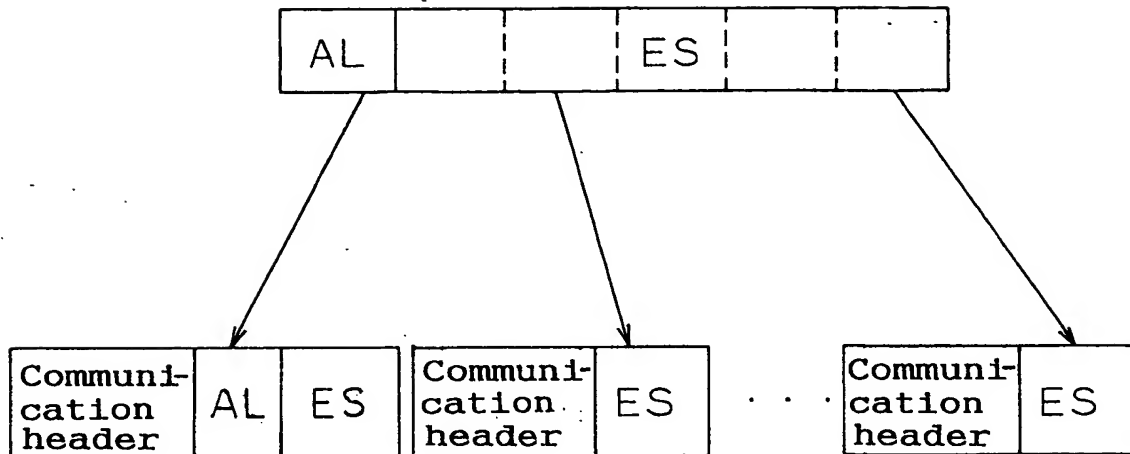 AL ES
Communi-
cation
header
AL ES
Communi-
cation
header
ES
. . .
Communi-
cation
header
ES